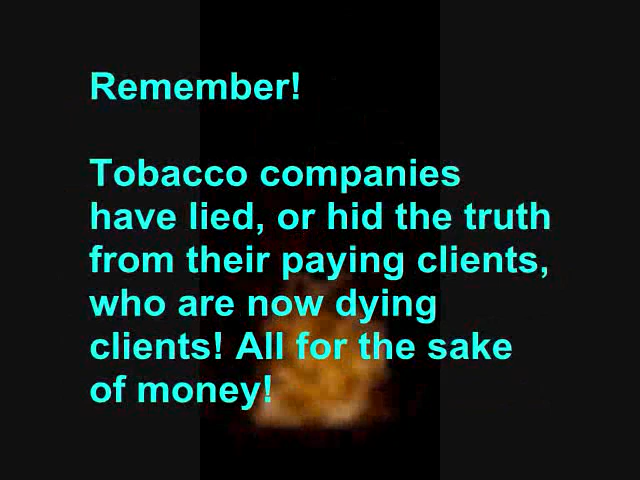 Remember!
Tobacco companies
have lied, or hid the truth
from their paying clients,
who are now dying
clients! All for the sake
of money!